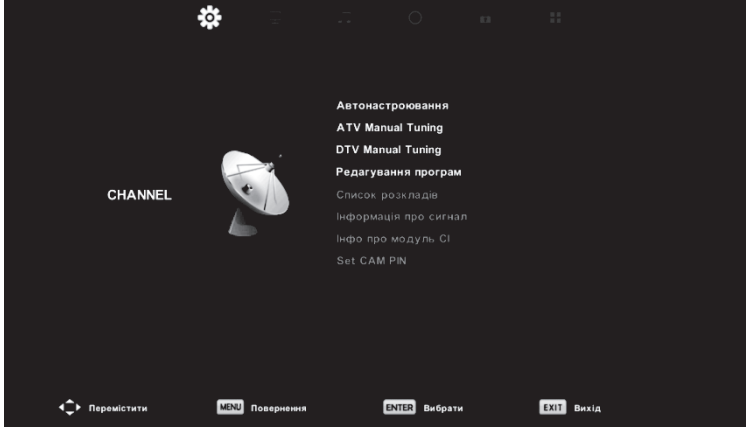 Автонастроювання
ATV Manual Tuning
DTV Manual Tuning
Редагування програм
CHANNEL
Список розкладів
Інформація про сигнал
Інфо про модуль CI
Set CAM PIN
Перемістити MENU Повернення ENTER Вибрати EXIT Вихід